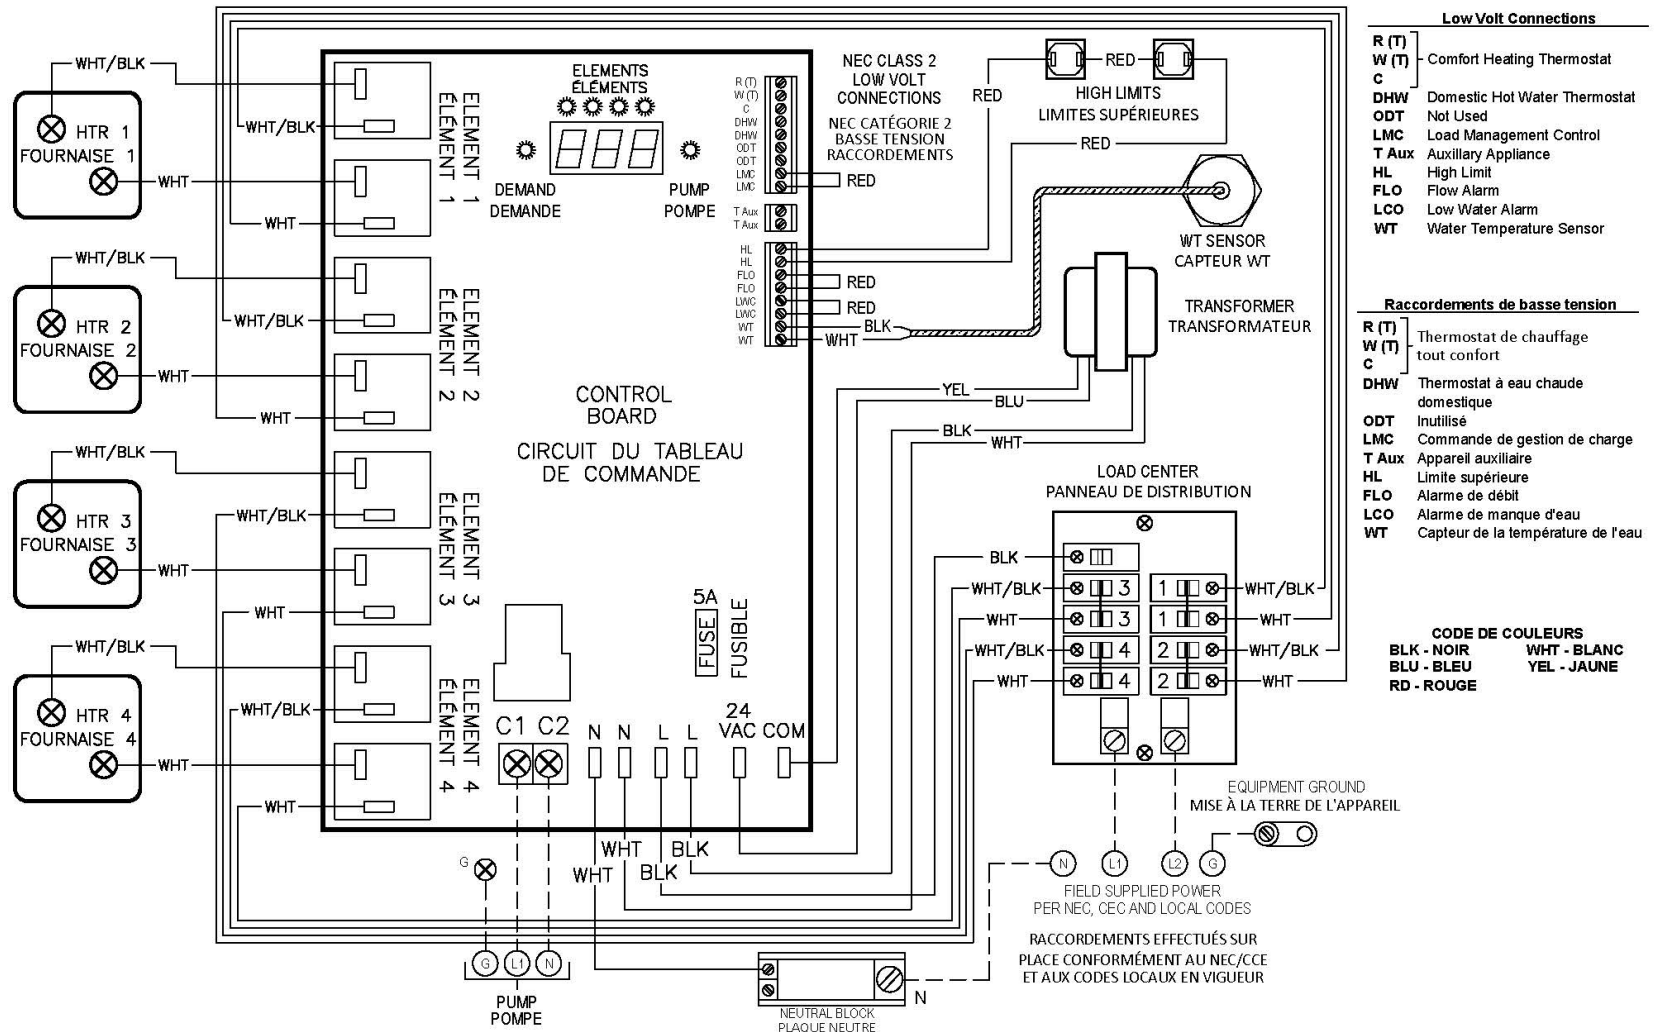 WHT/BLK
HTR 1
FOURNAISE 1
WHT
WHT/BLK
HTR 2
FOURNAISE 2
WHT
WHT/BLK
HTR 3
FOURNAISE 3
WHT
WHT/BLK
HTR 4
FOURNAISE 4
WHT
WHT/BLK
WHT
WHT/BLK
WHT
WHT/BLK
WHT
WHT/BLK
WHT
ELEMENT 1
ÉLÉMENT 1
ELEMENT 2
ÉLÉMENT 2
ELEMENT 3
ÉLÉMENT 3
ELEMENT 4
ÉLÉMENT 4
ELEMENTS
ÉLÉMENTS
888
DEMAND
DEMANDE
PUMP
POMPE
R (T)
W (T)
C
DHW
DHW
ODT
ODT
LMC
LMC
RED
T Aux
T Aux
HL
HL
FLO
FLO
RED
LWC
LWC
RED
WT
BLK
WT
WHT
NEC CLASS 2
LOW VOLT
CONNECTIONS
NEC CATÉGORIE 2
BASSE TENSION
RACCORDEMENTS
RED
RED
HIGH LIMITS
LIMITES SUPÉRIEURES
RED
WT SENSOR
CAPTEUR WT
TRANSFORMER
TRANSFORMATEUR
YEL
BLU
BLK
WHT
CONTROL
BOARD
CIRCUIT DU TABLEAU
DE COMMANDE
5A
FUSE
FUSIBLE
C1 C2
N N L L
24
VAC COM
WHT
WHT
BLK
BLK
LOAD CENTER
PANNEAU DE DISTRIBUTION
BLK
WHT/BLK 3 1 WHT/BLK
WHT 3 1 WHT
WHT/BLK 4 2 WHT/BLK
WHT 4 2 WHT
EQUIPMENT GROUND
MISE À LA TERRE DE L'APPAREIL
N L1 L2 G
FIELD SUPPLIED POWER
PER NEC, CEC AND LOCAL CODES
RACCORDEMENTS EFFECTUÉS SUR
PLACE CONFORMÉMENT AU NEC/CCE
ET AUX CODES LOCAUX EN VIGUEUR
G
G L1 N
PUMP
POMPE
N
NEUTRAL BLOCK
PLAQUE NEUTRE
Low Volt Connections
R (T)
W (T) Comfort Heating Thermostat
C
DHW Domestic Hot Water Thermostat
ODT Not Used
LMC Load Management Control
T Aux Auxillary Appliance
HL High Limit
FLO Flow Alarm
LCO Low Water Alarm
WT Water Temperature Sensor
Raccordements de basse tension
R (T)
W (T) Thermostat de chauffage
C tout confort
DHW Thermostat à eau chaude
domestique
ODT Inutilisé
LMC Commande de gestion de charge
T Aux Appareil auxiliaire
HL Limite supérieure
FLO Alarme de débit
LCO Alarme de manque d'eau
WT Capteur de la température de l'eau
CODE DE COULEURS
BLK - NOIR WHT - BLANC
BLU - BLEU YEL - JAUNE
RD - ROUGE